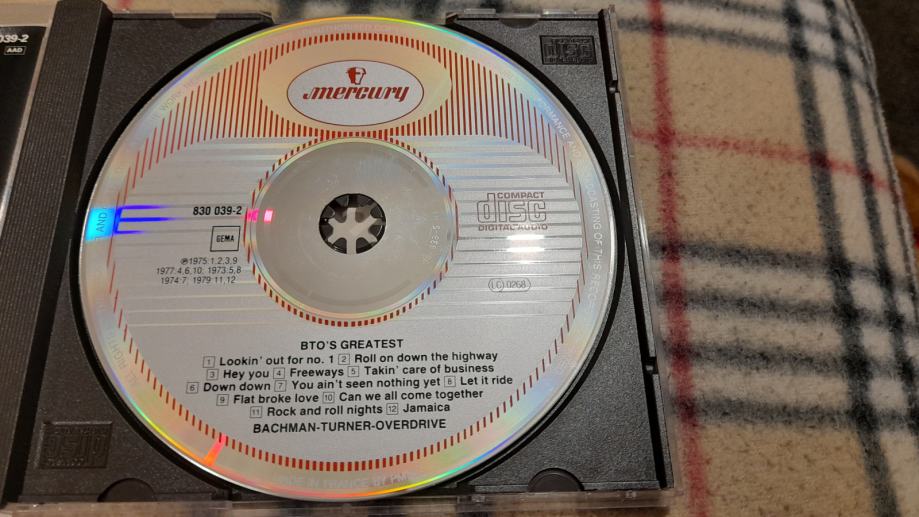 039-2
AAD
mercury
COMPACT
disc
DIGITAL AUDIO
830 039-2
GEMA
℗1975:1,2,3,9
1977:4,6,10; 1973:5,8
1974:7; 1979:11,12
LC 0268
BTO'S GREATEST
1 Lookin' out for no. 1 2 Roll on down the highway
3 Hey you 4 Freeways 5 Takin' care of business
6 Down down 7 You ain't seen nothing yet 8 Let it ride
9 Flat broke love 10 Can we all come together
11 Rock and roll nights 12 Jamaica
BACHMAN-TURNER-OVERDRIVE
disc
disc